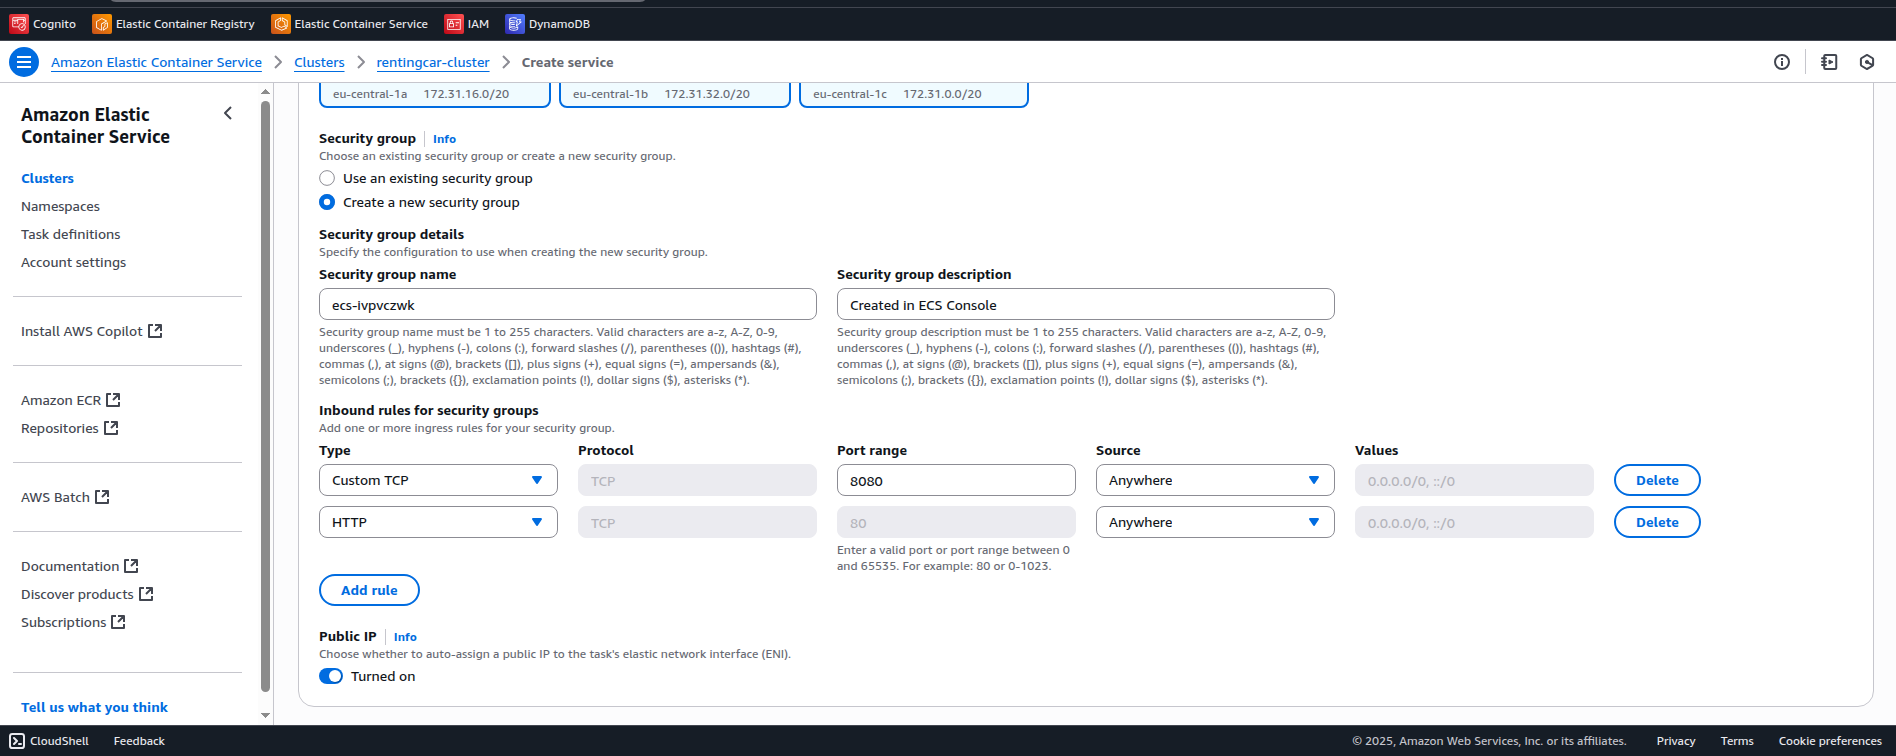 Cognito Elastic Container Registry Elastic Container Service IAM DynamoDB
Amazon Elastic Container Service > Clusters > rentingcar-cluster > Create service
Amazon Elastic
Container Service
Clusters
Namespaces
Task definitions
Account settings
Install AWS Copilot
Amazon ECR
Repositories
AWS Batch
Documentation
Discover products
Subscriptions
Tell us what you think
eu-central-1a 172.31.16.0/20 eu-central-1b 172.31.32.0/20 eu-central-1c 172.31.0.0/20
Security group Info
Choose an existing security group or create a new security group.
Use an existing security group
Create a new security group
Security group details
Specify the configuration to use when creating the new security group.
Security group name
ecs-ivpvczwk
Security group name must be 1 to 255 characters. Valid characters are a-z, A-Z, 0-9,
underscores (_), hyphens (-), colons (:), forward slashes (/), parentheses (()), hashtags (#),
commas (,), at signs (@), brackets ([]), plus signs (+), equal signs (=), ampersands (&),
semicolons (;), brackets ({}), exclamation points (!), dollar signs ($), asterisks (*).
Security group description
Created in ECS Console
Security group description must be 1 to 255 characters. Valid characters are a-z, A-Z, 0-9,
underscores (_), hyphens (-), colons (:), forward slashes (/), parentheses (()), hashtags (#),
commas (,), at signs (@), brackets ([]), plus signs (+), equal signs (=), ampersands (&),
semicolons (;), brackets ({}), exclamation points (!), dollar signs ($), asterisks (*).
Inbound rules for security groups
Add one or more ingress rules for your security group.
Type Protocol Port range Source Values
Custom TCP TCP 8080 Anywhere 0.0.0.0/0, ::/0 Delete
HTTP TCP 80 Anywhere 0.0.0.0/0, ::/0 Delete
Enter a valid port or port range between 0
and 65535. For example: 80 or 0-1023.
Add rule
Public IP Info
Choose whether to auto-assign a public IP to the task's elastic network interface (ENI).
Turned on
CloudShell Feedback © 2025, Amazon Web Services, Inc. or its affiliates. Privacy Terms Cookie preferences